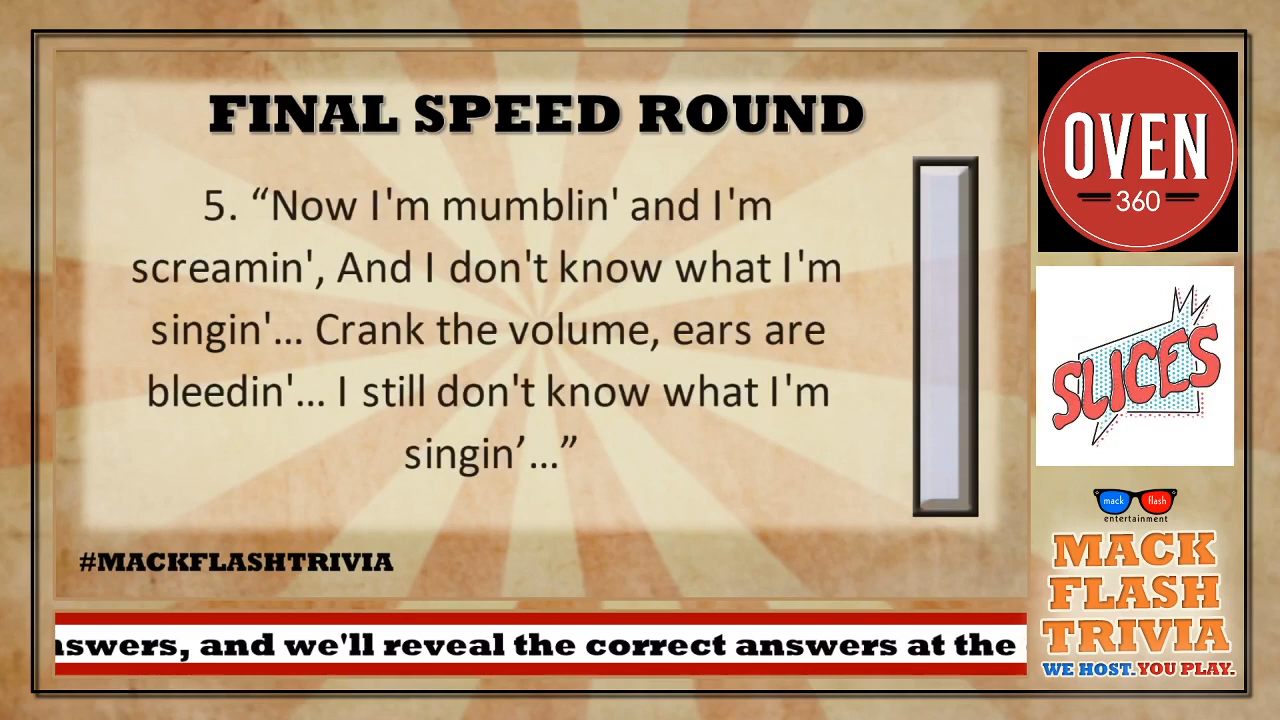 FINAL SPEED ROUND
5. “Now I'm mumblin' and I'm
screamin', And I don't know what I'm
singin'... Crank the volume, ears are
bleedin'... I still don't know what I'm
singin’...”
#MACKFLASHTRIVIA
nswers, and we'll reveal the correct answers at the
OVEN
360
SLICES
mack flash
entertainment
MACK
FLASH
TRIVIA
WE HOST. YOU PLAY.